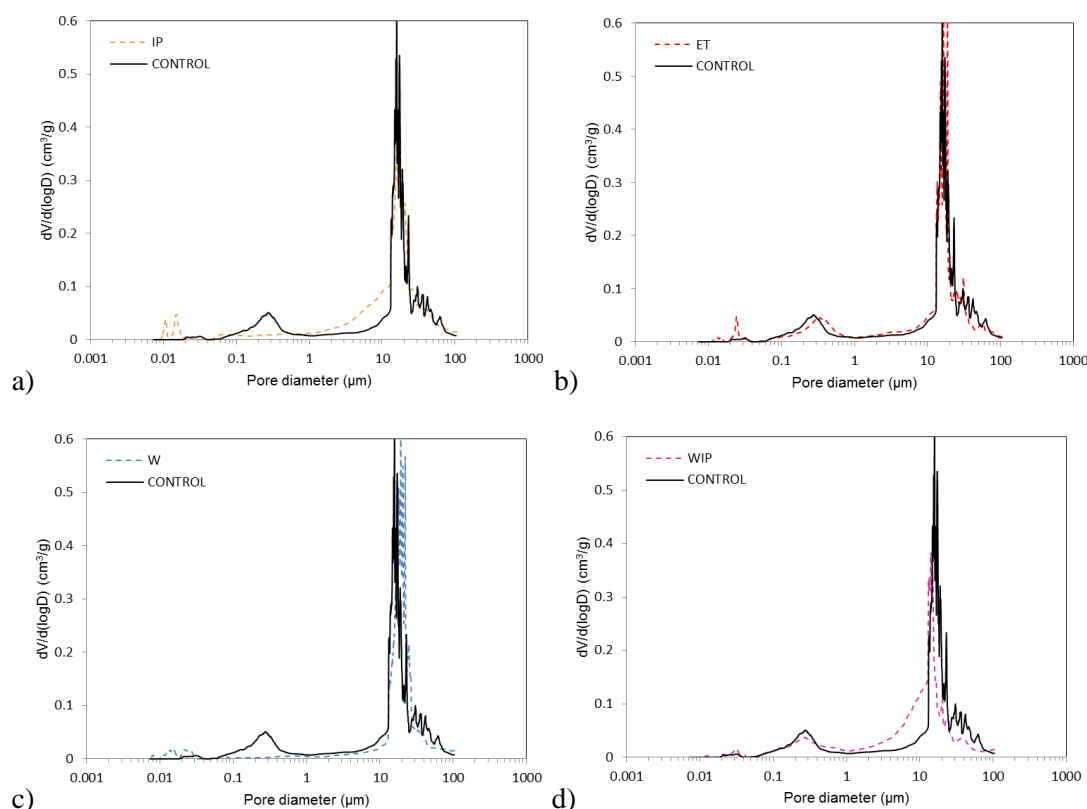 0.6
0.5
0.4
0.3
0.2
0.1
0
dV/d(logD) (cm³/g)
IP
CONTROL
0.001 0.01 0.1 1 10 100 1000
Pore diameter (µm)
a)
0.6
0.5
0.4
0.3
0.2
0.1
0
dV/d(logD) (cm³/g)
ET
CONTROL
0.001 0.01 0.1 1 10 100 1000
Pore diameter (µm)
b)
0.6
0.5
0.4
0.3
0.2
0.1
0
dV/d(logD) (cm³/g)
W
CONTROL
0.001 0.01 0.1 1 10 100 1000
Pore diameter (µm)
c)
0.6
0.5
0.4
0.3
0.2
0.1
0
dV/d(logD) (cm³/g)
WIP
CONTROL
0.001 0.01 0.1 1 10 100 1000
Pore diameter (µm)
d)